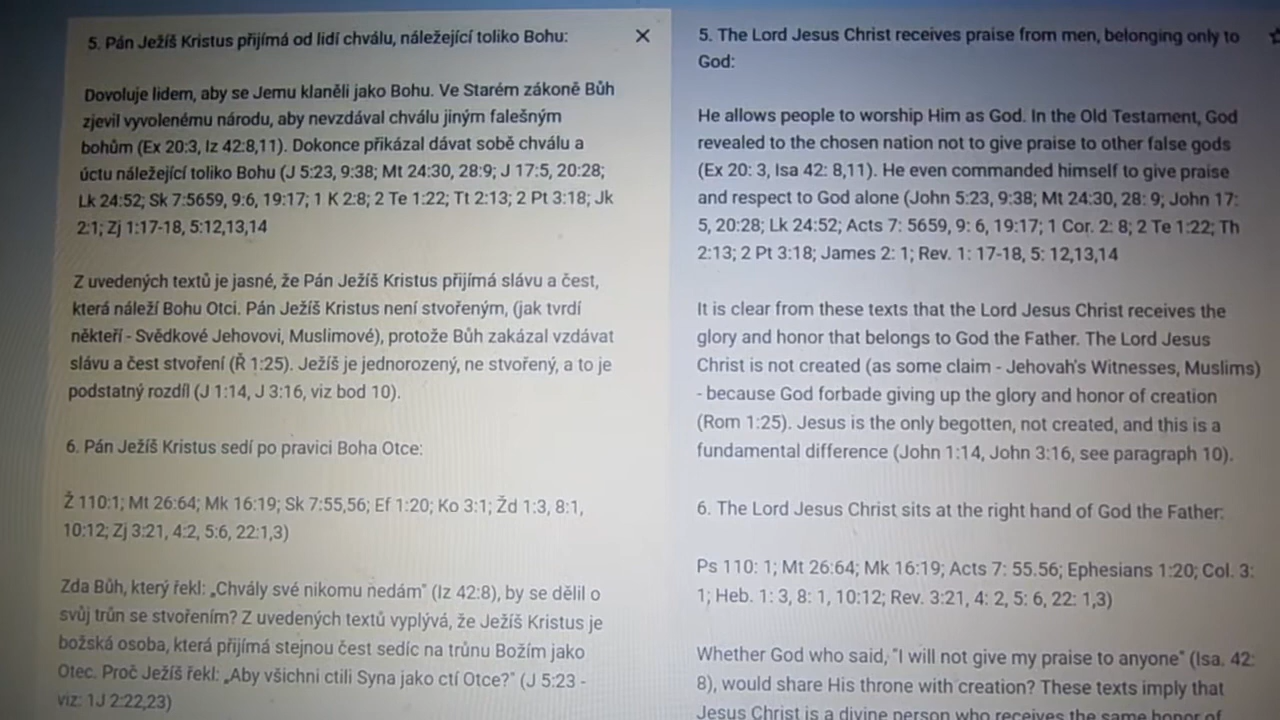 5. Pán Ježíš Kristus přijímá od lidí chválu, náležející toliko Bohu:
Dovoluje lidem, aby se Jemu klaněli jako Bohu. Ve Starém zákoně Bůh
zjevil vyvolenému národu, aby nevzdával chválu jiným falešným
bohům (Ex 20:3, Iz 42:8,11). Dokonce přikázal dávat sobě chválu a
úctu náležející toliko Bohu (J 5:23, 9:38; Mt 24:30, 28:9; J 17:5, 20:28;
Lk 24:52; Sk 7:5659, 9:6, 19:17; 1 K 2:8; 2 Te 1:22; Tt 2:13; 2 Pt 3:18; Jk
2:1; Zj 1:17-18, 5:12,13,14
Z uvedených textů je jasné, že Pán Ježíš Kristus přijímá slávu a čest,
která náleží Bohu Otci. Pán Ježíš Kristus není stvořeným, (jak tvrdí
někteří - Svědkové Jehovovi, Muslimové), protože Bůh zakázal vzdávat
slávu a čest stvoření (Ř 1:25). Ježíš je jednorozený, ne stvořený, a to je
podstatný rozdíl (J 1:14, J 3:16, viz bod 10).
6. Pán Ježíš Kristus sedí po pravici Boha Otce:
Ž 110:1; Mt 26:64; Mk 16:19; Sk 7:55,56; Ef 1:20; Ko 3:1; Žd 1:3, 8:1,
10:12; Zj 3:21, 4:2, 5:6, 22:1,3)
Zda Bůh, který řekl: „Chvály své nikomu nedám" (Iz 42:8), by se dělil o
svůj trůn se stvořením? Z uvedených textů vyplývá, že Ježíš Kristus je
božská osoba, která přijímá stejnou čest sedíc na trůnu Božím jako
Otec. Proč Ježíš řekl: „Aby všichni ctili Syna jako ctí Otce?" (J 5:23 -
viz: 1J 2:22,23)
5. The Lord Jesus Christ receives praise from men, belonging only to
God:
He allows people to worship Him as God. In the Old Testament, God
revealed to the chosen nation not to give praise to other false gods
(Ex 20: 3, Isa 42: 8,11). He even commanded himself to give praise
and respect to God alone (John 5:23, 9:38; Mt 24:30, 28: 9; John 17:
5, 20:28; Lk 24:52; Acts 7: 5659, 9: 6, 19:17; 1 Cor. 2: 8; 2 Te 1:22; Th
2:13; 2 Pt 3:18; James 2: 1; Rev. 1: 17-18, 5: 12,13,14
It is clear from these texts that the Lord Jesus Christ receives the
glory and honor that belongs to God the Father. The Lord Jesus
Christ is not created (as some claim - Jehovah's Witnesses, Muslims)
- because God forbade giving up the glory and honor of creation
(Rom 1:25). Jesus is the only begotten, not created, and this is a
fundamental difference (John 1:14, John 3:16, see paragraph 10).
6. The Lord Jesus Christ sits at the right hand of God the Father:
Ps 110: 1; Mt 26:64; Mk 16:19; Acts 7: 55.56; Ephesians 1:20; Col. 3:
1; Heb. 1: 3, 8: 1, 10:12; Rev. 3:21, 4: 2, 5: 6, 22: 1,3)
Whether God who said, "I will not give my praise to anyone" (Isa. 42:
8), would share His throne with creation? These texts imply that
Jesus Christ is a divine person who receives the same honor of